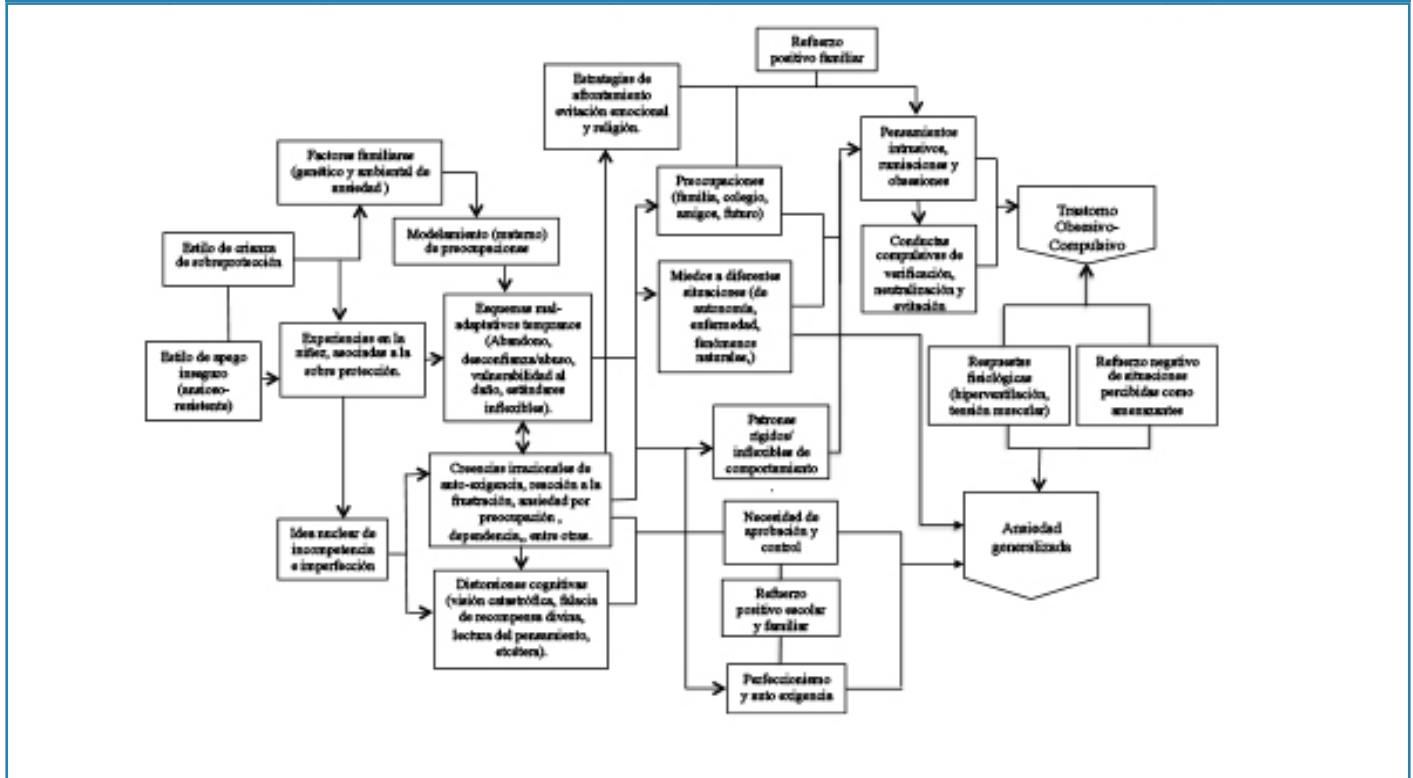 Refuerzo
positivo familiar
Estrategias de
afrontamiento
evitación emocional
y religión.
Factores familiares
(genético y ambiental de
ansiedad )
Pensamientos
intrusivos,
rumiaciones y
obsesiones
Preocupaciones
(familia, colegio,
amigos, futuro)
Trastorno
Obsesivo-
Compulsivo
Modelamiento (materno)
de preocupaciones
Estilo de crianza
de sobreprotección
Conductas
compulsivas de
verificación,
neutralización y
evitación
Miedos a diferentes
situaciones (de
autonomía,
enfermedad,
fenómenos
naturales,)
Esquemas mal-
adaptativos tempranos
(Abandono,
desconfianza/abuso,
vulnerabilidad al
daño, estándares
inflexibles).
Experiencias en la
niñez, asociadas a la
sobre protección.
Estilo de apego
inseguro
(ansioso-
resistente)
Respuestas
fisiológicas
(hiperventilación,
tensión muscular)
Refuerzo negativo
de situaciones
percibidas como
amenazantes
Patrones
rígidos/
inflexibles de
comportamiento
Creencias irracionales de
auto-exigencia, reacción a la
frustración, ansiedad por
preocupación ,
dependencia,, entre otras.
Necesidad de
aprobación y
control
Ansiedad
generalizada
Idea nuclear de
incompetencia
e imperfección
Distorsiones cognitivas
(visión catastrófica, falacia
de recompensa divina,
lectura del pensamiento,
etcétera).
Refuerzo
positivo escolar
y familiar
Perfeccionismo
y auto exigencia